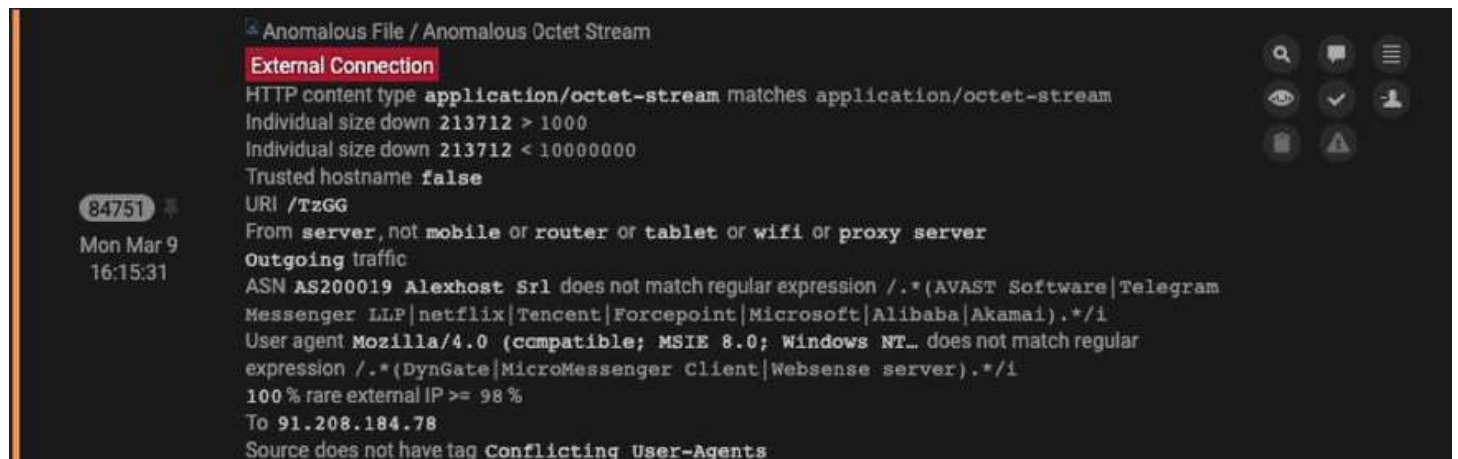 Anomalous File / Anomalous Octet Stream
External Connection
HTTP content type application/octet-stream matches application/octet-stream
Individual size down 213712 > 1000
Individual size down 213712 < 10000000
Trusted hostname false
84751
URI /TzGG
Mon Mar 9
From server, not mobile or router or tablet or wifi or proxy server
16:15:31
Outgoing traffic
ASN AS200019 Alexhost Srl does not match regular expression /.*(AVAST Software|Telegram
Messenger LLP|netflix|Tencent|Forcepoint|Microsoft|Alibaba|Akamai).*/i
User agent Mozilla/4.0 (compatible; MSIE 8.0; Windows NT… does not match regular
expression /.*(DynGate|MicroMessenger Client|Websense server).*/i
100 % rare external IP >= 98 %
To 91.208.184.78
Source does not have tag Conflicting User-Agents